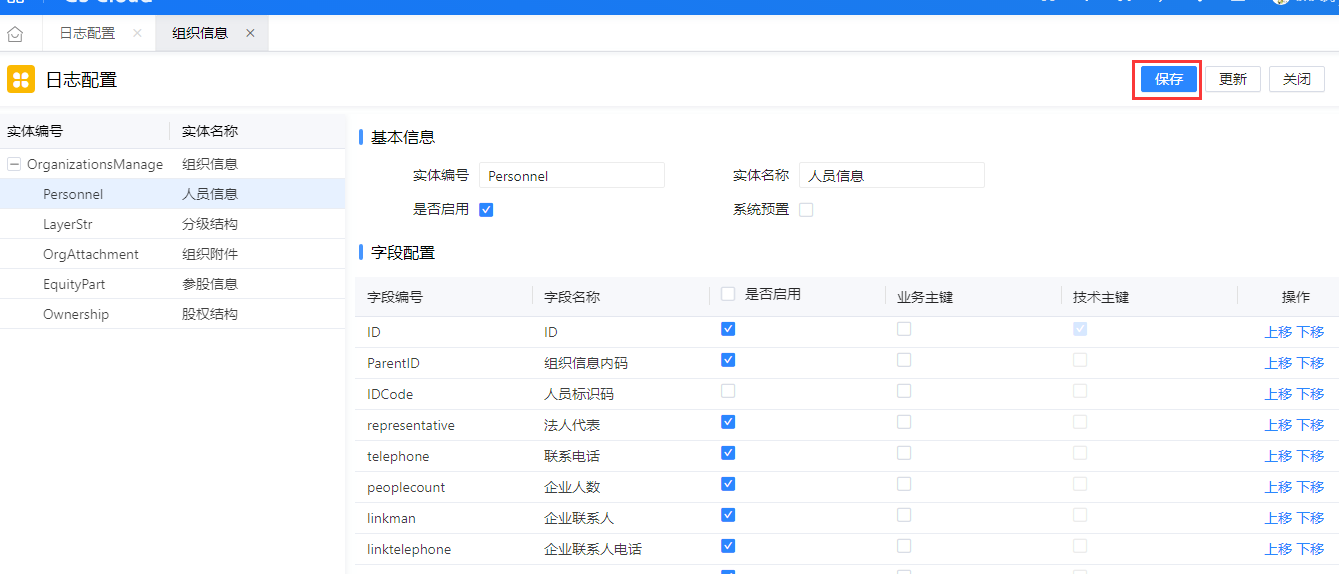 日志配置 组织信息
日志配置
保存 更新 关闭
实体编号 实体名称
OrganizationsManage 组织信息
Personnel 人员信息
LayerStr 分级结构
OrgAttachment 组织附件
EquityPart 参股信息
Ownership 股权结构
基本信息
实体编号 Personnel 实体名称 人员信息
是否启用 系统预置
字段配置
字段编号 字段名称 是否启用 业务主键 技术主键 操作
ID ID 上移 下移
ParentID 组织信息内码 上移 下移
IDCode 人员标识码 上移 下移
representative 法人代表 上移 下移
telephone 联系电话 上移 下移
peoplecount 企业人数 上移 下移
linkman 企业联系人 上移 下移
linktelephone 企业联系人电话 上移 下移